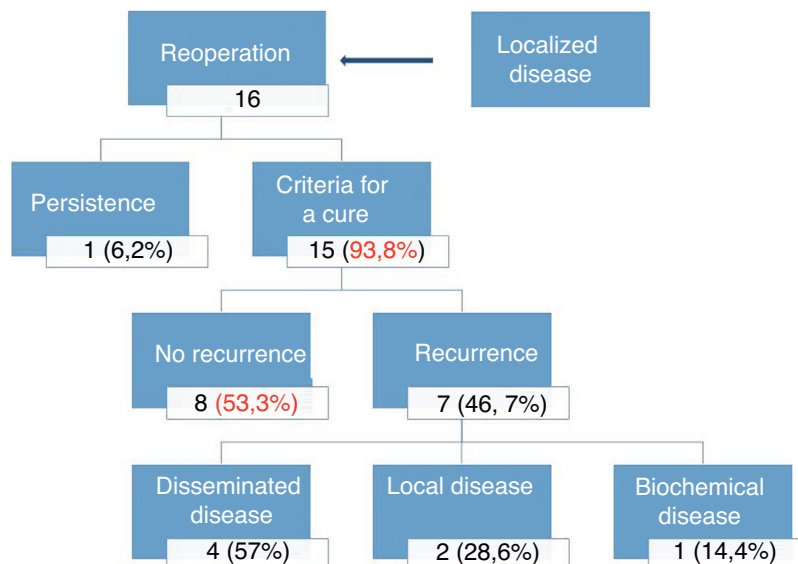 Reoperation
16
Localized
disease
Persistence
1 (6,2%)
Criteria for
a cure
15 (93,8%)
No recurrence
8 (53,3%)
Recurrence
7 (46, 7%)
Disseminated
disease
4 (57%)
Local disease
2 (28,6%)
Biochemical
disease
1 (14,4%)